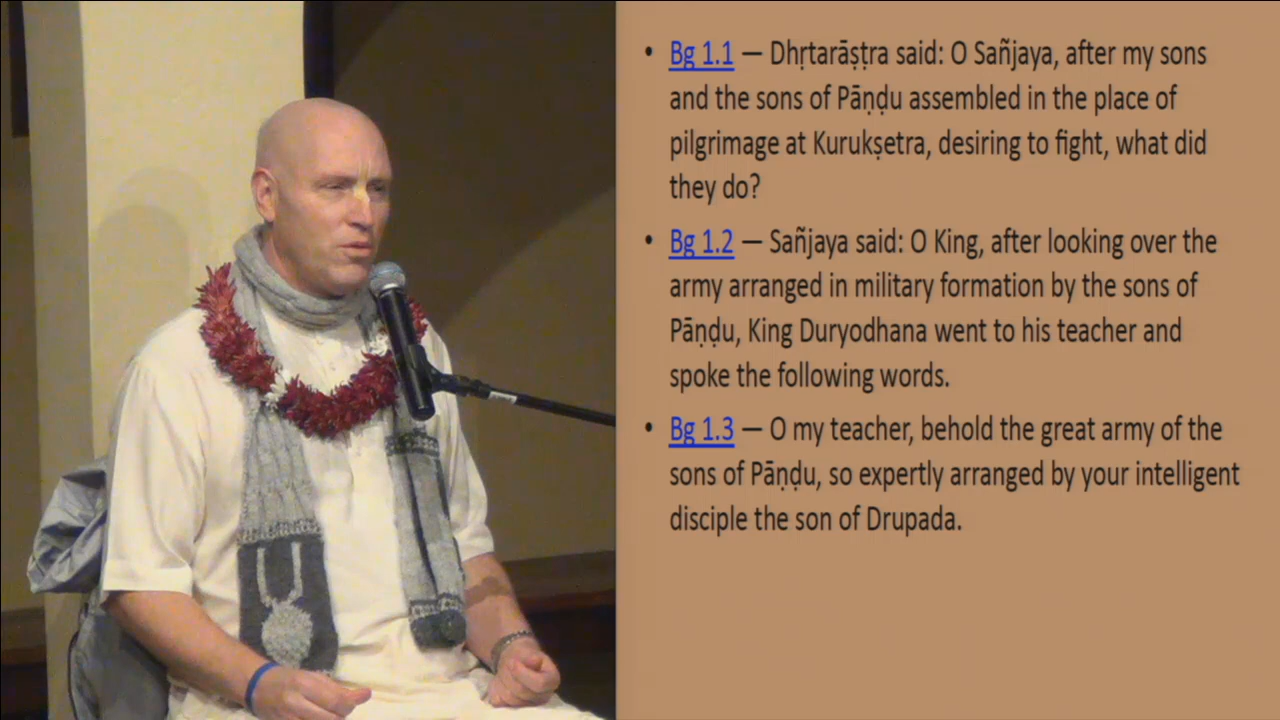 • Bg 1.1 — Dhṛtarāṣṭra said: O Sañjaya, after my sons
and the sons of Pāṇḍu assembled in the place of
pilgrimage at Kurukṣetra, desiring to fight, what did
they do?
• Bg 1.2 — Sañjaya said: O King, after looking over the
army arranged in military formation by the sons of
Pāṇḍu, King Duryodhana went to his teacher and
spoke the following words.
• Bg 1.3 — O my teacher, behold the great army of the
sons of Pāṇḍu, so expertly arranged by your intelligent
disciple the son of Drupada.